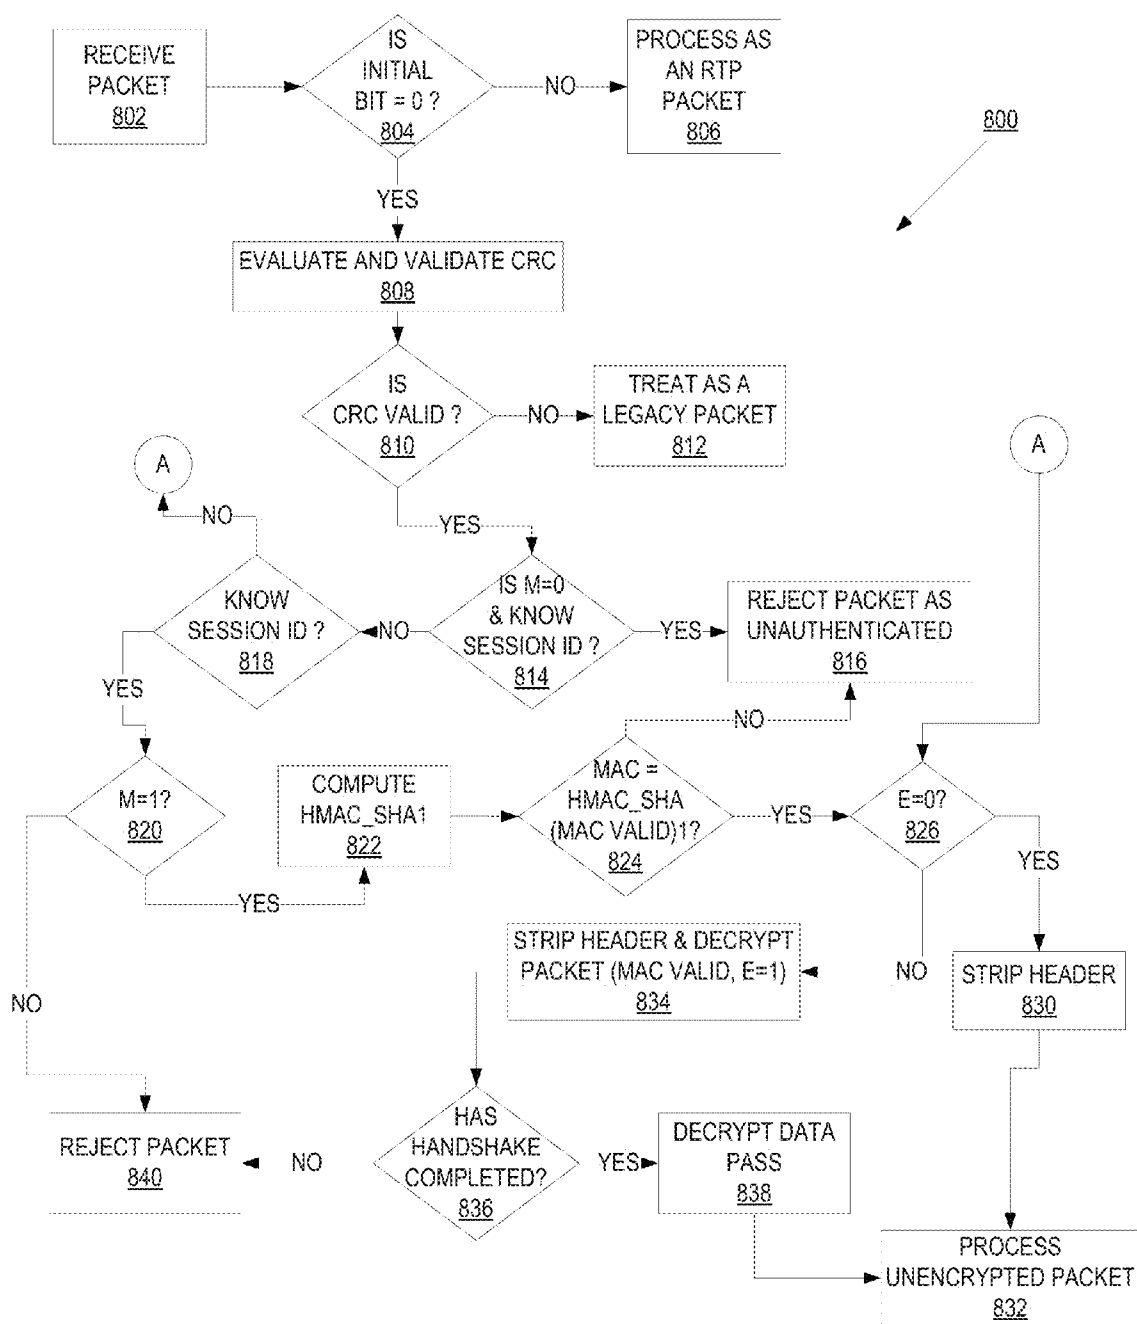 RECEIVE
PACKET
802
IS
INITIAL
BIT = 0 ?
804
NO
PROCESS AS
AN RTP
PACKET
806
800
YES
EVALUATE AND VALIDATE CRC
808
IS
CRC VALID ?
810
NO
TREAT AS A
LEGACY PACKET
812
A
A
NO
YES
KNOW
SESSION ID ?
818
NO
IS M=0
& KNOW
SESSION ID ?
814
YES
REJECT PACKET AS
UNAUTHENTICATED
816
YES
NO
M=1?
820
COMPUTE
HMAC_SHA1
822
MAC =
HMAC_SHA
(MAC VALID)1?
824
YES
E=0?
826
YES
YES
NO
STRIP HEADER & DECRYPT
PACKET (MAC VALID, E=1)
834
NO
STRIP HEADER
830
REJECT PACKET
840
NO
HAS
HANDSHAKE
COMPLETED?
836
YES
DECRYPT DATA
PASS
838
PROCESS
UNENCRYPTED PACKET
832